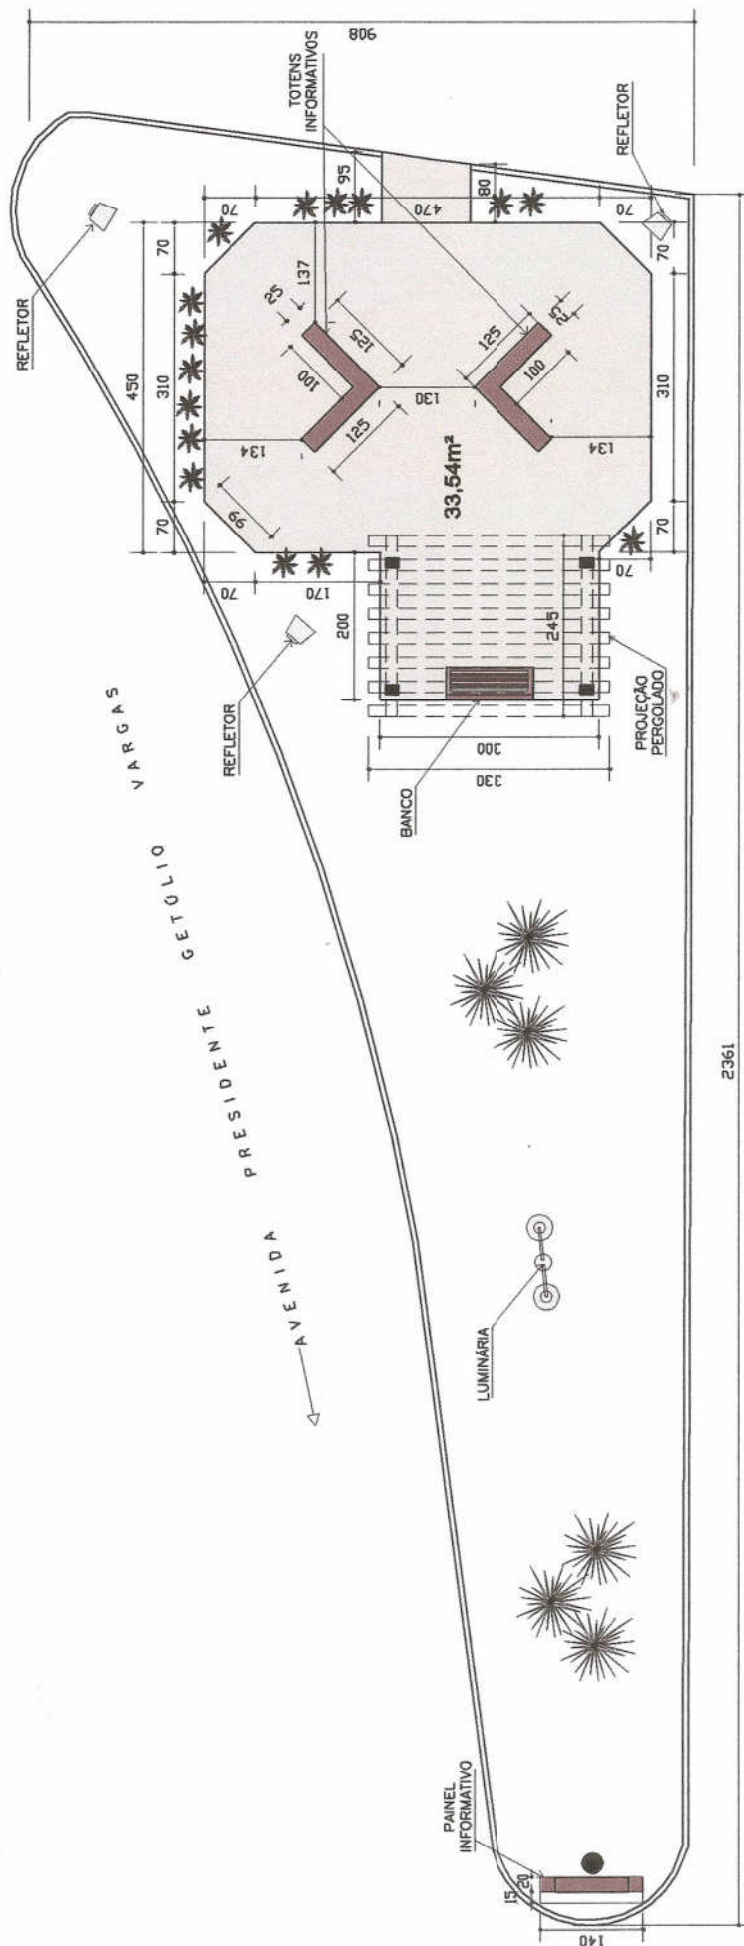 908
TOTENS
INFORMATIVOS
REFLETOR
REFLETOR
95
80
70
470
70
70
70
137
25
125
100
125
100
25
450
310
310
130
134
134
125
33,54m²
99
70
70
70
170
70
200
245
REFLETOR
PROJEÇÃO
PERGOLADO
300
330
BANCO
AVENIDA PRESIDENTE GETÚLIO VARGAS
2361
LUMINÁRIA
PAINEL
INFORMATIVO
15
20
140